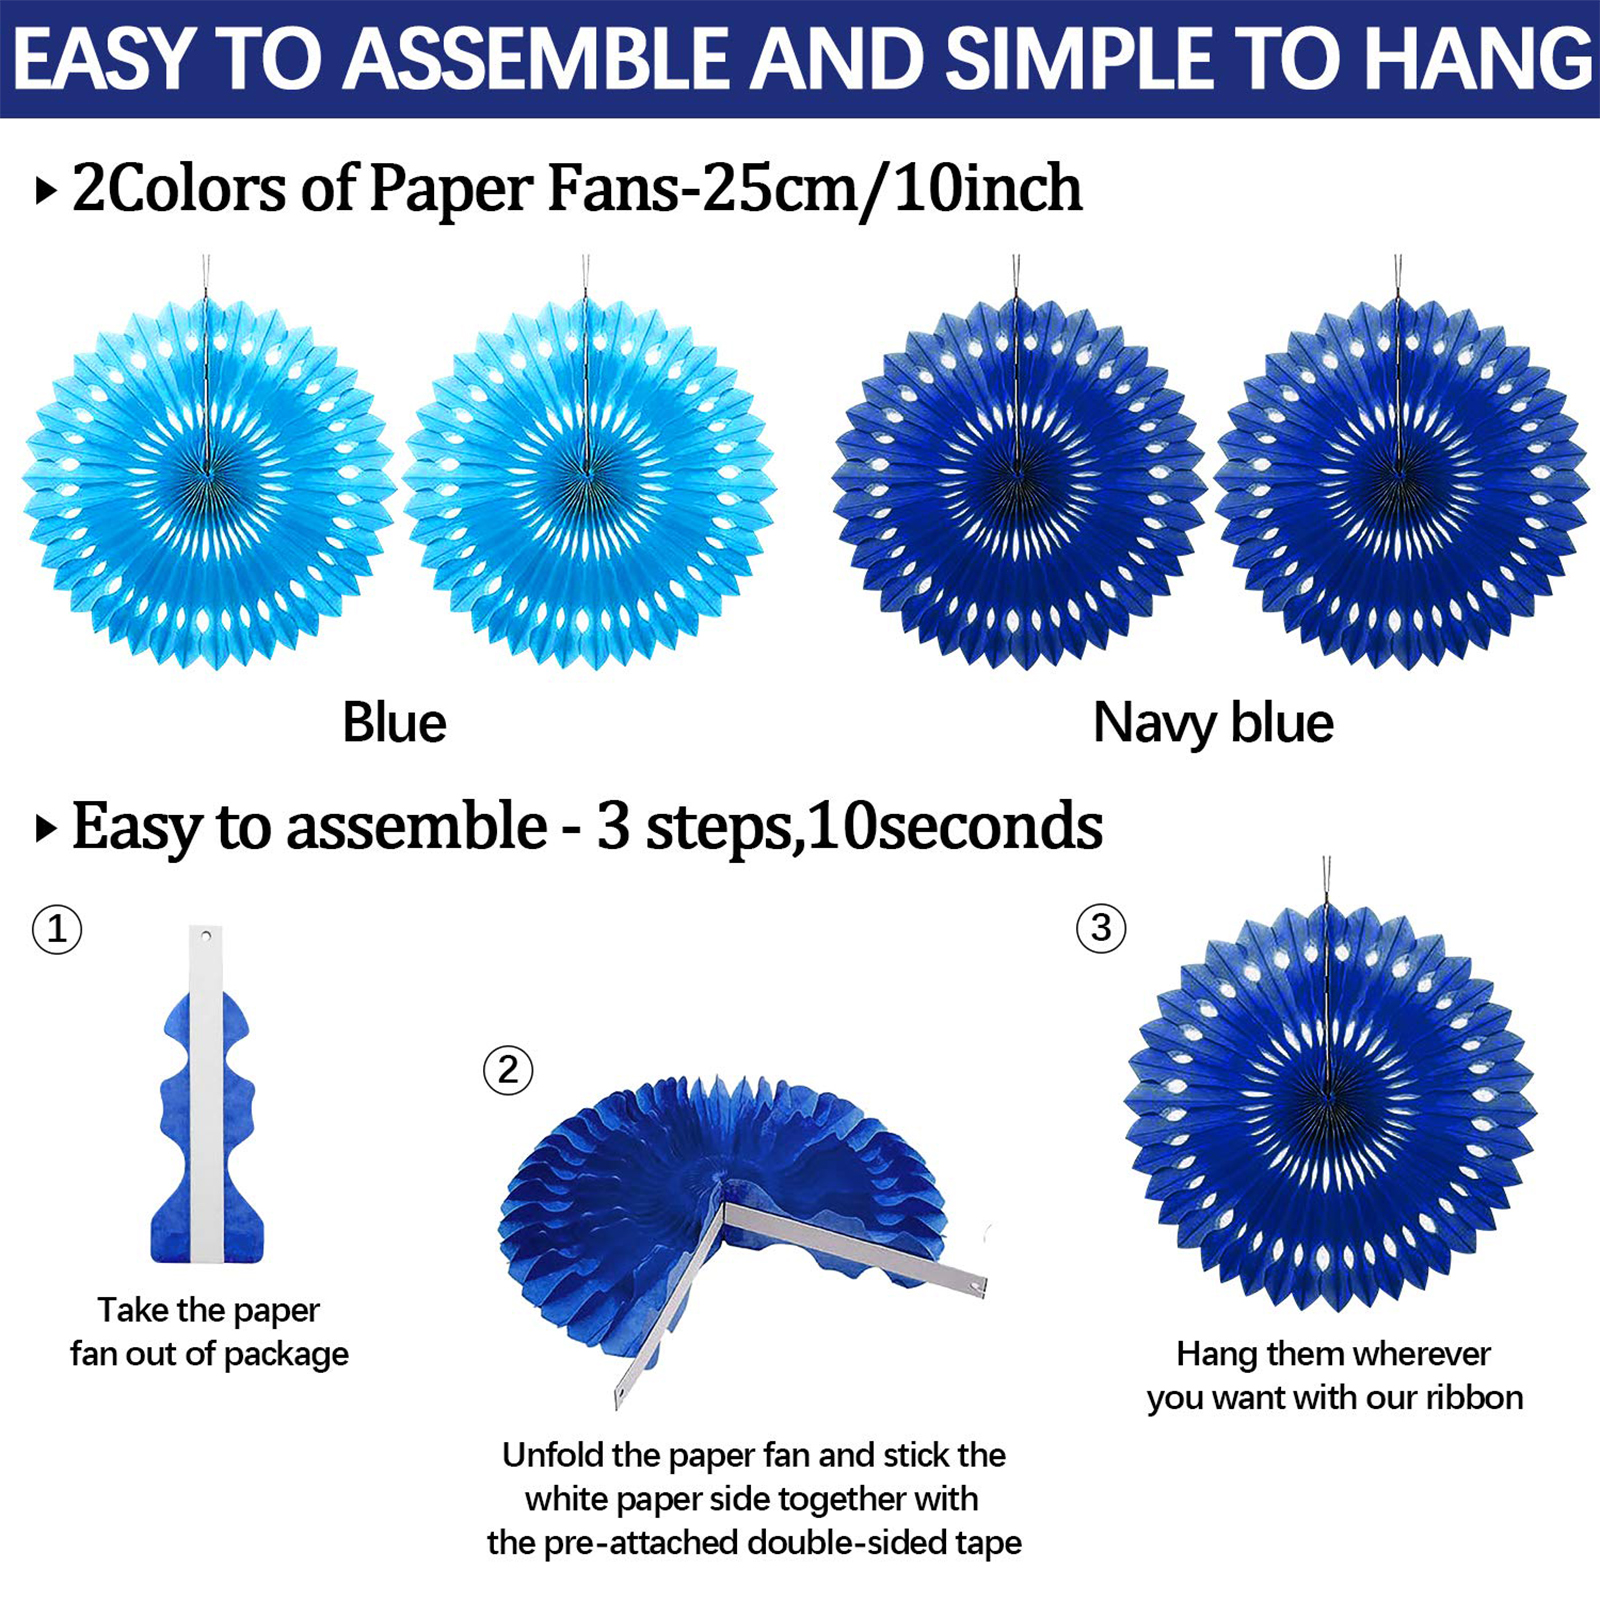 EASY TO ASSEMBLE AND SIMPLE TO HANG
2Colors of Paper Fans-25cm/10inch
Blue
Navy blue
Easy to assemble - 3 steps,10seconds
1
Take the paper
fan out of package
2
Unfold the paper fan and stick the
white paper side together with
the pre-attached double-sided tape
3
Hang them wherever
you want with our ribbon